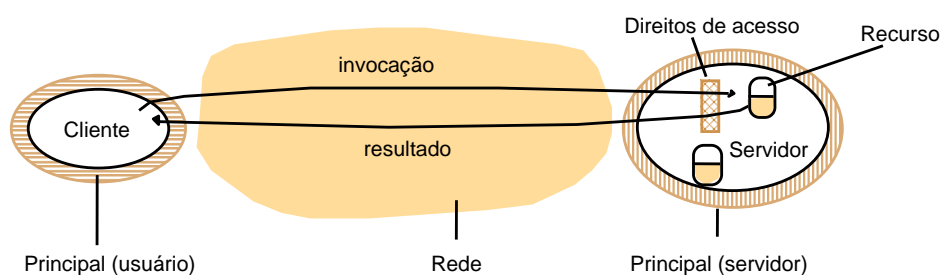 Direitos de acesso
Recurso
invocação
Cliente
resultado
Servidor
Principal (usuário)
Rede
Principal (servidor)